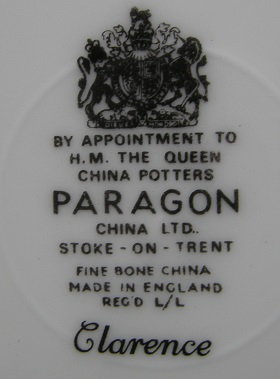 BY APPOINTMENT TO
H.M. THE QUEEN
CHINA POTTERS
PARAGON
CHINA LTD..
STOKE - ON - TRENT
FINE BONE CHINA
MADE IN ENGLAND
REG'D L/L
Clarence